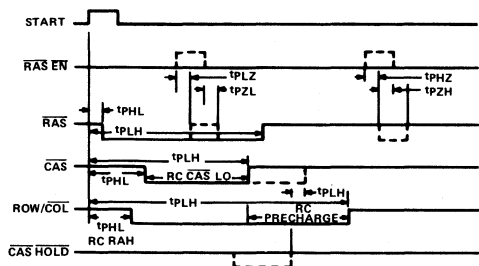 START
RAS EN
tPLZ
tPHZ
tPZL
tPZH
tPHL
RAS
tPLH
tPLH
CAS
tPHL
RC CAS LO
tPLH
tPLH
ROW/COL
tPHL
RC PRECHARGE
RC RAH
CAS HOLD